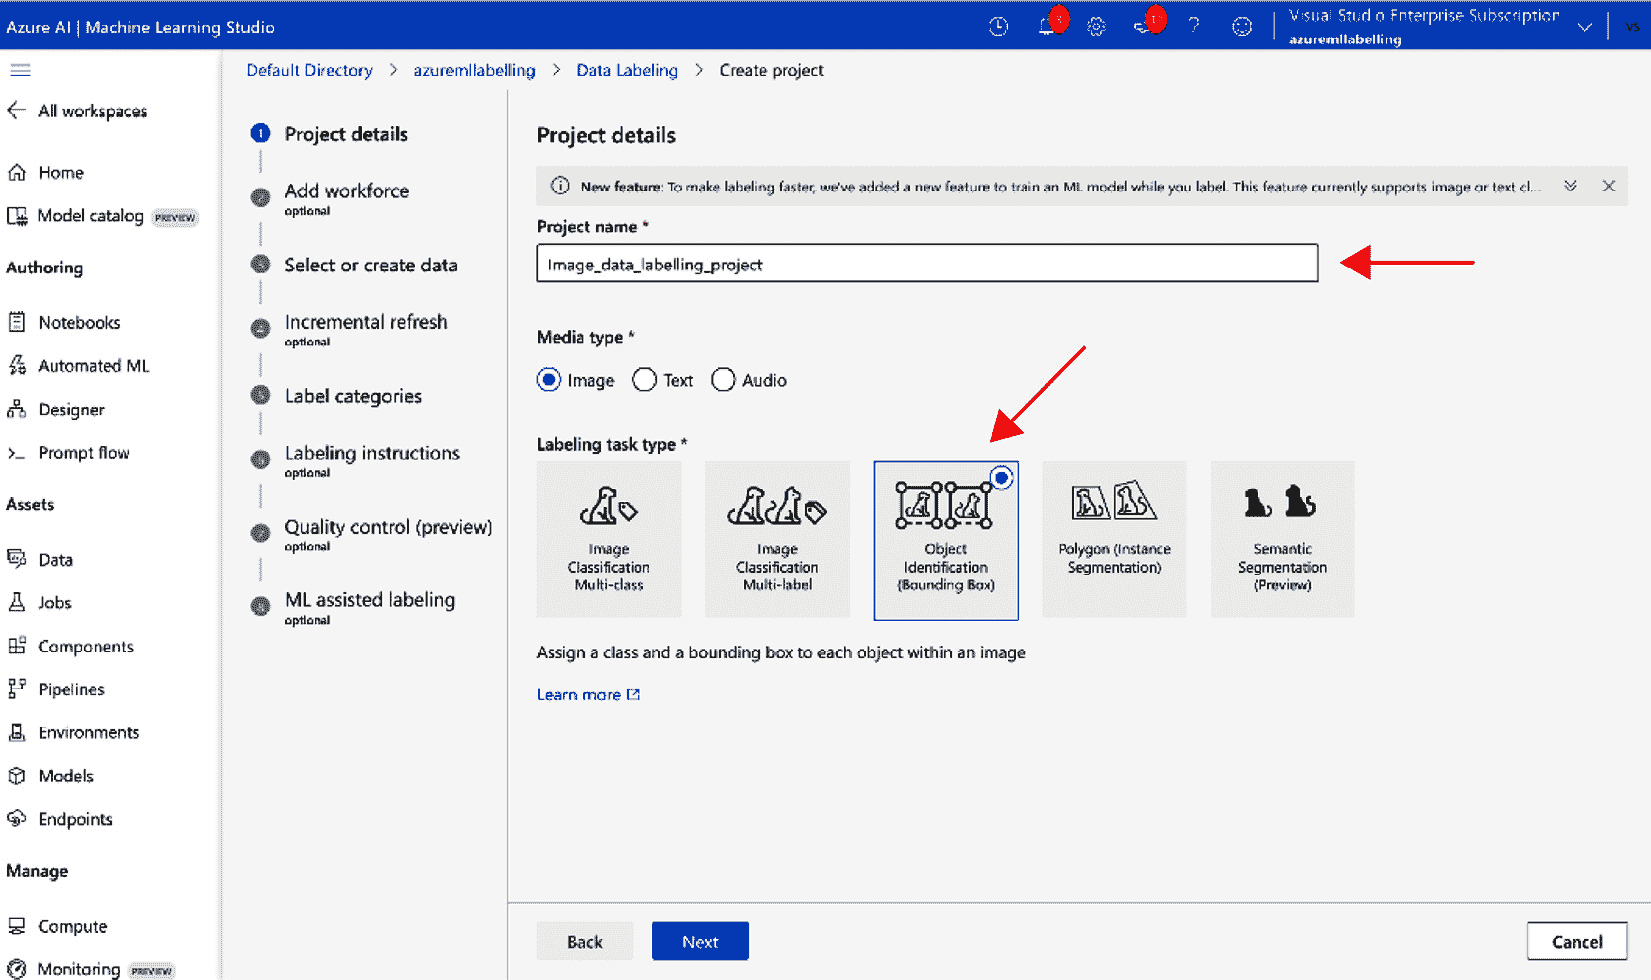 Azure AI | Machine Learning Studio
Visual Stud o Enterprise Subscription
azuremllabelling
VS
Default Directory > azuremllabelling > Data Labeling > Create project
All workspaces
Home
Model catalog PREVIEW
Authoring
Notebooks
Automated ML
Designer
Prompt flow
Assets
Data
Jobs
Components
Pipelines
Environments
Models
Endpoints
Manage
Compute
Monitoring PREVIEW
1 Project details
Add workforce
optional
Select or create data
Incremental refresh
optional
Label categories
Labeling instructions
optional
Quality control (preview)
optional
ML assisted labeling
optional
Project details
New feature: To make labeling faster, we've added a new feature to train an ML model while you label. This feature currently supports image or text cl...
Project name *
Image_data_labelling_project
Media type *
Image Text Audio
Labeling task type *
Image
Classification
Multi-class
Image
Classification
Multi-label
Object
Identification
(Bounding Box)
Polygon (Instance
Segmentation)
Semantic
Segmentation
(Preview)
Assign a class and a bounding box to each object within an image
Learn more
Back
Next
Cancel